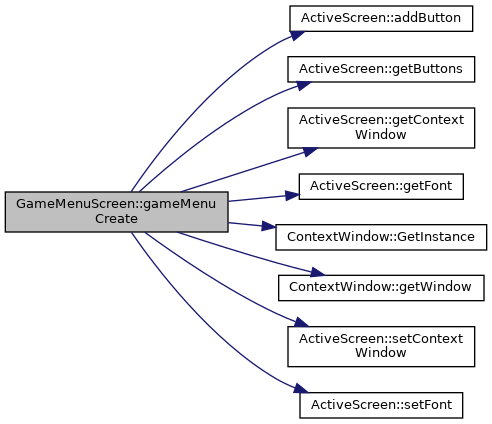 ActiveScreen::addButton
ActiveScreen::getButtons
ActiveScreen::getContext
Window
ActiveScreen::getFont
GameMenuScreen::gameMenu
Create
ContextWindow::GetInstance
ContextWindow::getWindow
ActiveScreen::setContext
Window
ActiveScreen::setFont